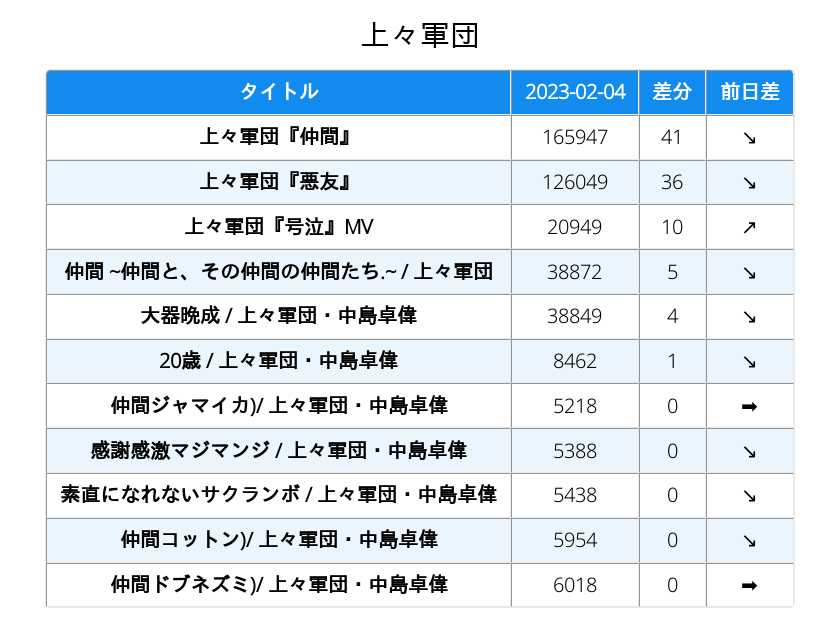 上々軍団
タイトル 2023-02-04 差分 前日差
上々軍団『仲間』 165947 41 ↘
上々軍団『悪友』 126049 36 ↘
上々軍団『号泣』MV 20949 10 ↗
仲間 ~仲間と、その仲間の仲間たち.~ / 上々軍団 38872 5 ↘
大器晩成 / 上々軍団・中島卓偉 38849 4 ↘
20歳 / 上々軍団・中島卓偉 8462 1 ↘
仲間ジャマイカ)/ 上々軍団・中島卓偉 5218 0 ➡
感謝感激マジマンジ / 上々軍団・中島卓偉 5388 0 ↘
素直になれないサクランボ / 上々軍団・中島卓偉 5438 0 ↘
仲間コットン)/ 上々軍団・中島卓偉 5954 0 ↘
仲間ドブネズミ)/ 上々軍団・中島卓偉 6018 0 ➡